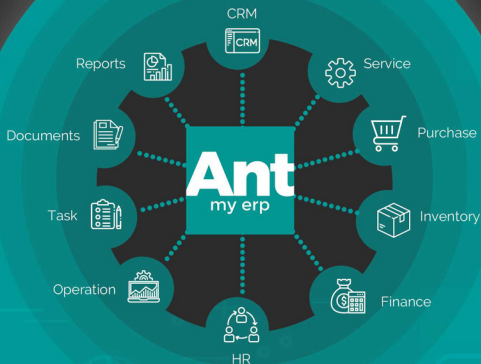 CRM
CRM
Reports
Service
Documents
Purchase
Ant
my erp
Task
Inventory
Operation
Finance
HR